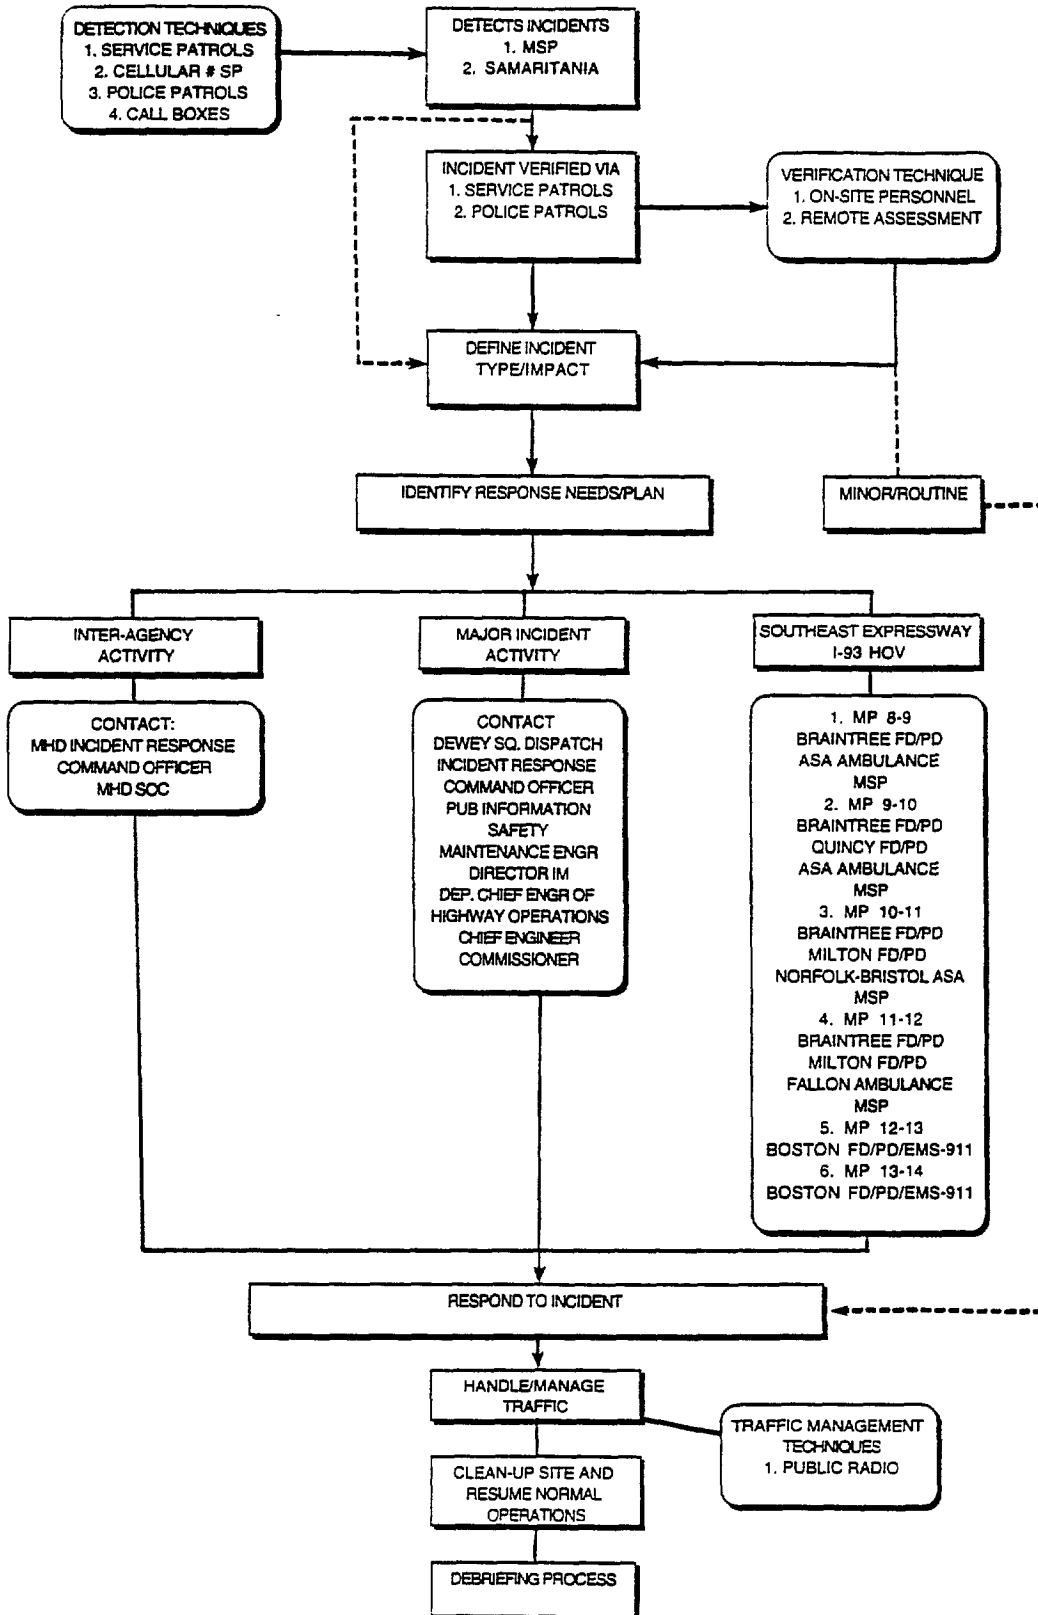 DETECTION TECHNIQUES
1. SERVICE PATROLS
2. CELLULAR # SP
3. POLICE PATROLS
4. CALL BOXES
DETECTS INCIDENTS
1. MSP
2. SAMARITANIA
INCIDENT VERIFIED VIA
1. SERVICE PATROLS
2. POLICE PATROLS
VERIFICATION TECHNIQUE
1. ON-SITE PERSONNEL
2. REMOTE ASSESSMENT
DEFINE INCIDENT
TYPE/IMPACT
IDENTIFY RESPONSE NEEDS/PLAN
MINOR/ROUTINE
INTER-AGENCY
ACTIVITY
MAJOR INCIDENT
ACTIVITY
SOUTHEAST EXPRESSWAY
I-93 HOV
CONTACT:
MHD INCIDENT RESPONSE
COMMAND OFFICER
MHD SOC
CONTACT
DEWEY SQ. DISPATCH
INCIDENT RESPONSE
COMMAND OFFICER
PUB INFORMATION
SAFETY
MAINTENANCE ENGR
DIRECTOR IM
DEP. CHIEF ENGR OF
HIGHWAY OPERATIONS
CHIEF ENGINEER
COMMISSIONER
1. MP 8-9
BRAINTREE FD/PD
ASA AMBULANCE
MSP
2. MP 9-10
BRAINTREE FD/PD
QUINCY FD/PD
ASA AMBULANCE
MSP
3. MP 10-11
BRAINTREE FD/PD
MILTON FD/PD
NORFOLK-BRISTOL ASA
MSP
4. MP 11-12
BRAINTREE FD/PD
MILTON FD/PD
FALLON AMBULANCE
MSP
5. MP 12-13
BOSTON FD/PD/EMS-911
6. MP 13-14
BOSTON FD/PD/EMS-911
RESPOND TO INCIDENT
HANDLE/MANAGE
TRAFFIC
TRAFFIC MANAGEMENT
TECHNIQUES
1. PUBLIC RADIO
CLEAN-UP SITE AND
RESUME NORMAL
OPERATIONS
DEBRIEFING PROCESS